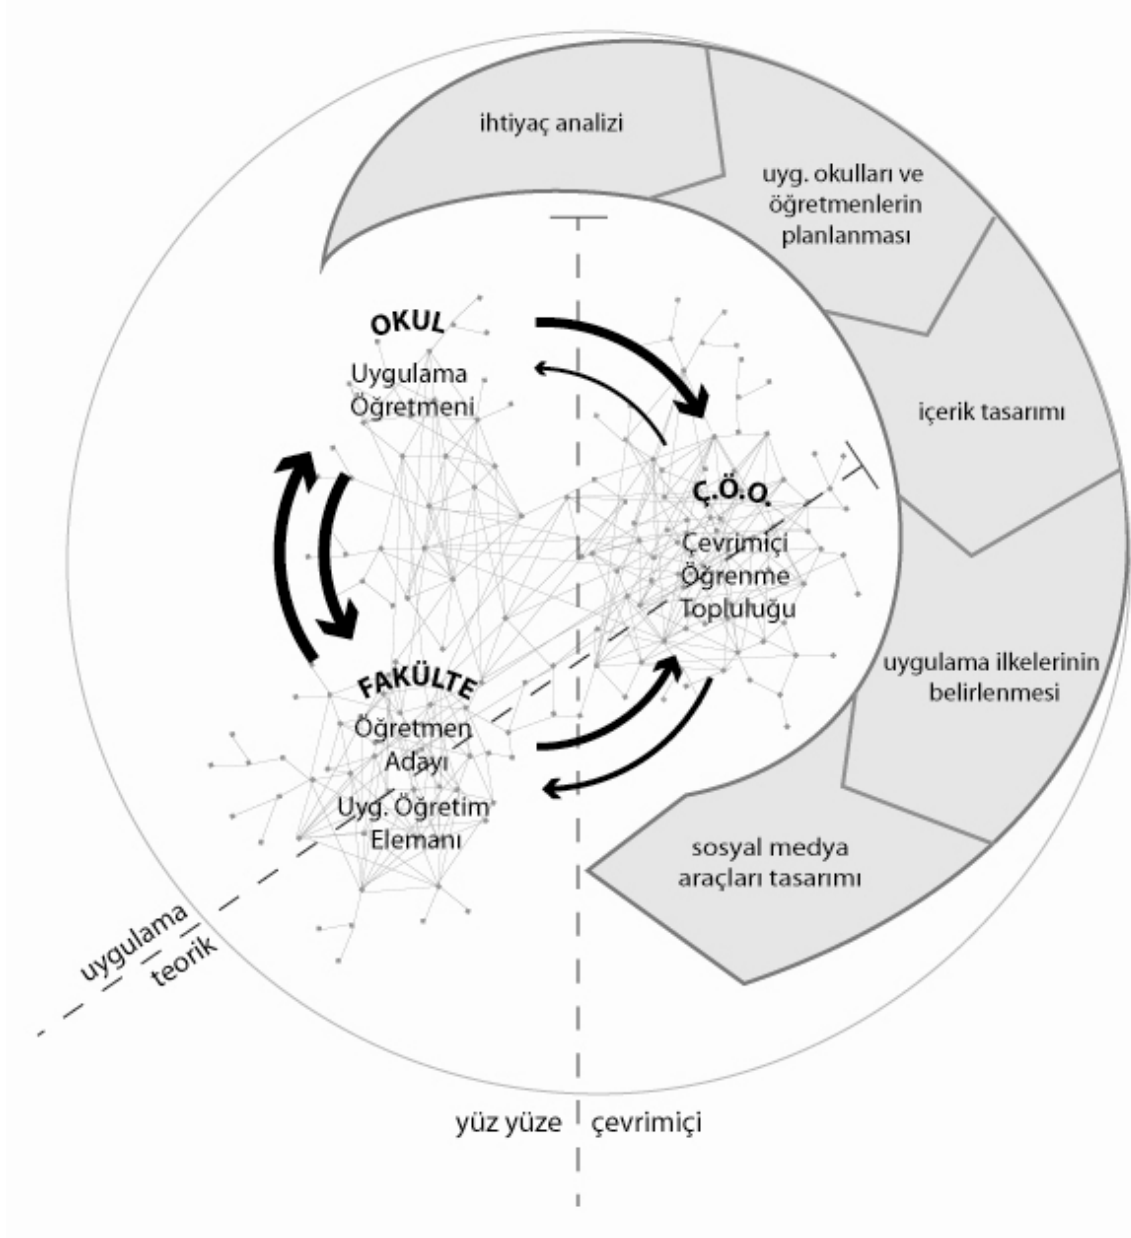 ihtiyaç analizi
uyg. okulları ve
öğretmenlerin
planlanması
içerik tasarımı
uygulama ilkelerinin
belirlenmesi
sosyal medya
araçları tasarımı
OKUL
Uygulama
Öğretmeni
Ç.Ö.O.
Çevrimiçi
Öğrenme
Topluluğu
FAKÜLTE
Öğretmen
Adayı
Uyg. Öğretim
Elemanı
uygulama
teorik
yüz yüze
çevrimiçi